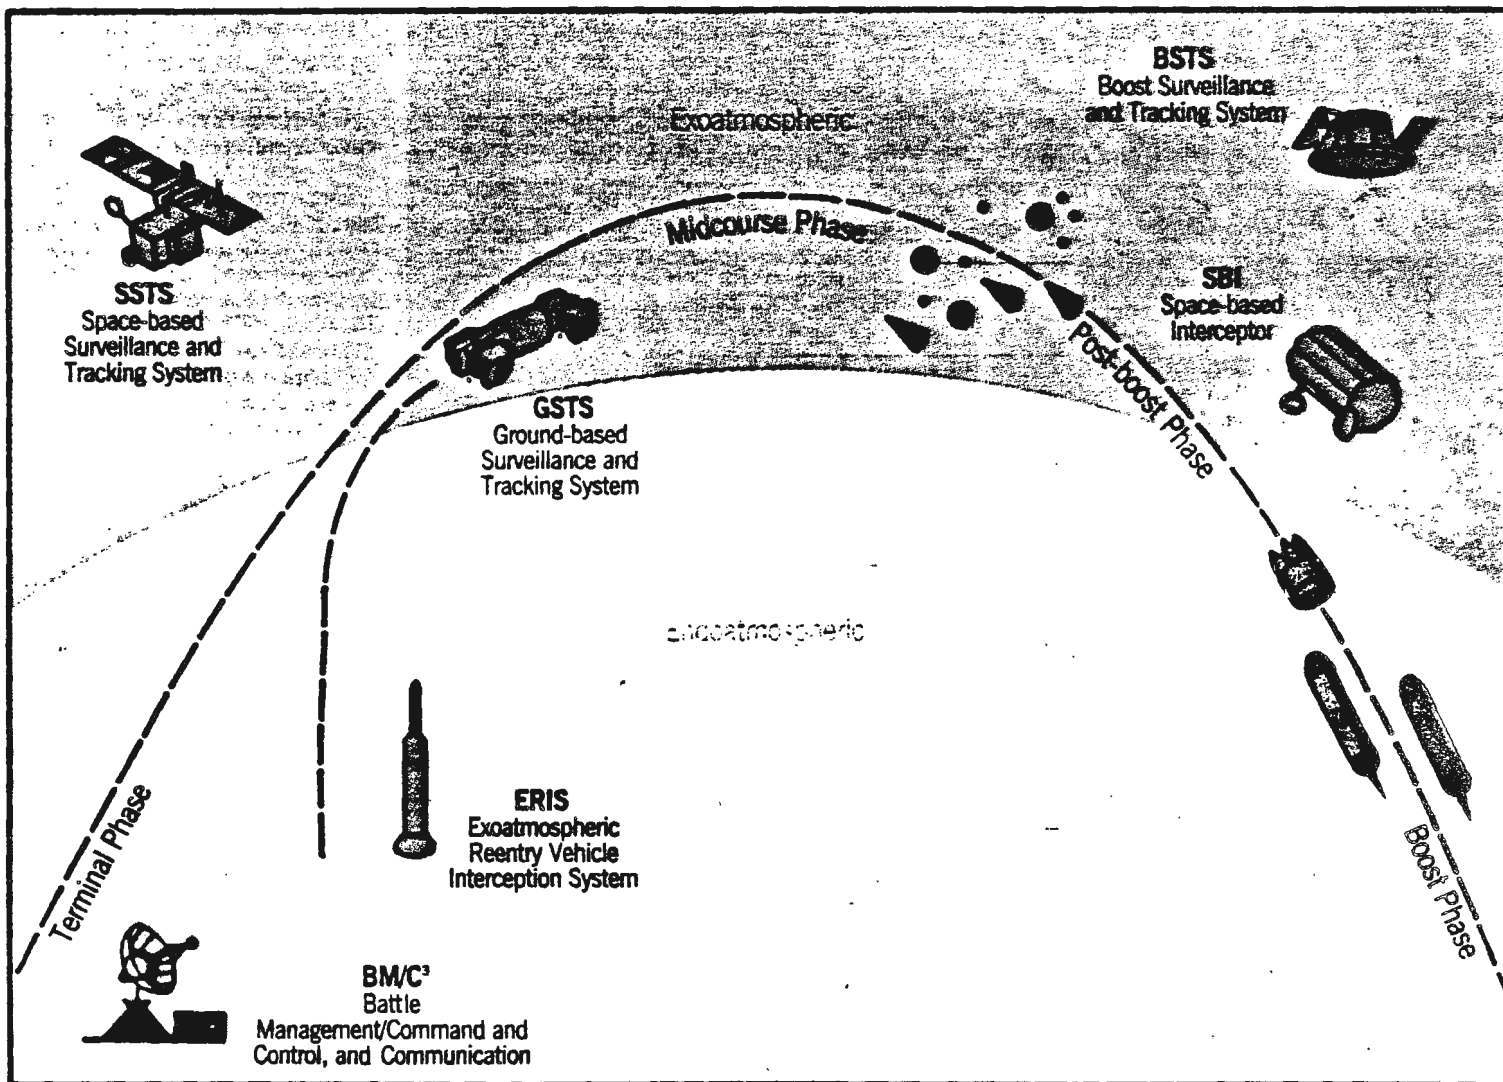 BSTS
Boost Surveillance
and Tracking System
Exoatmospheric
Midcourse Phase
SSTS
Space-based
Surveillance and
Tracking System
SBI
Space-based
Interceptor
Post-boost Phase
GSTS
Ground-based
Surveillance and
Tracking System
Endoatmospheric
ERIS
Exoatmospheric
Reentry Vehicle
Interception System
Terminal Phase
Boost Phase
BM/C³
Battle
Management/Command and
Control, and Communication